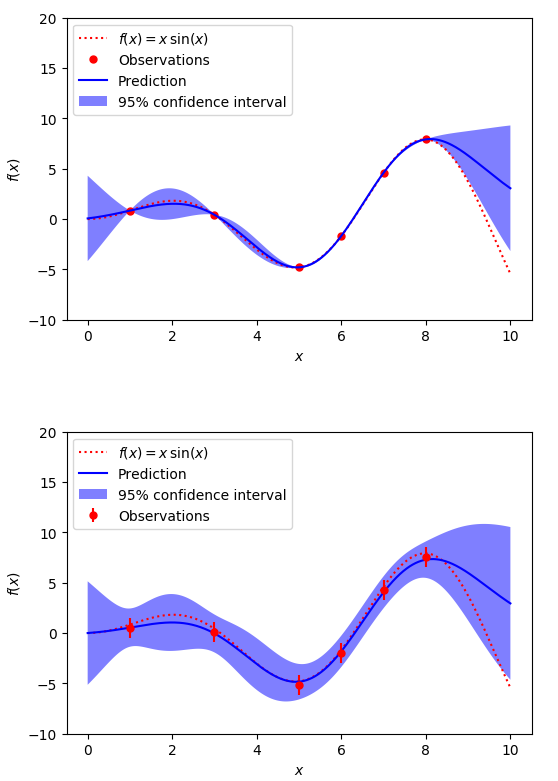 20
15
10
5
0
−5
−10
f(x)
f(x) = x sin(x)
Observations
Prediction
95% confidence interval
0 2 4 6 8 10
x
20
15
10
5
0
−5
−10
f(x)
f(x) = x sin(x)
Prediction
95% confidence interval
Observations
0 2 4 6 8 10
x